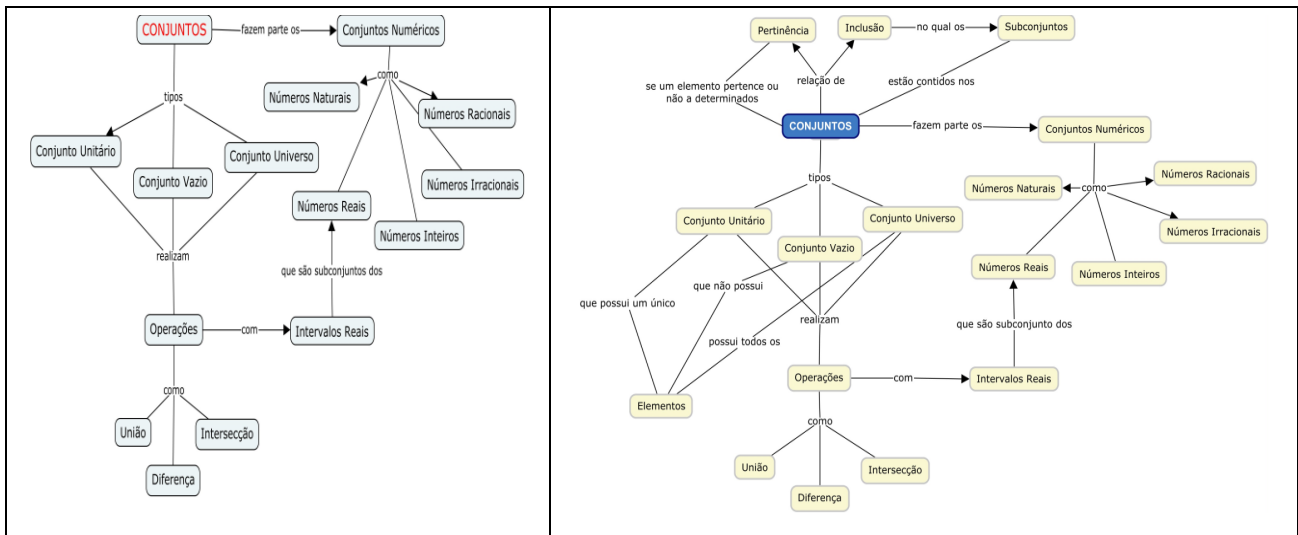 CONJUNTOS
fazem parte os
Conjuntos Numéricos
como
Números Naturais
Números Racionais
tipos
Conjunto Unitário
Conjunto Vazio
Conjunto Universo
Números Irracionais
Números Reais
Números Inteiros
realizam
que são subconjuntos dos
Operações
com
Intervalos Reais
como
União
Intersecção
Diferença
Pertinência
Inclusão
no qual os
Subconjuntos
relação de
se um elemento pertence ou
não a determinados
estão contidos nos
CONJUNTOS
fazem parte os
Conjuntos Numéricos
tipos
Números Naturais
como
Números Racionais
Conjunto Unitário
Conjunto Vazio
Conjunto Universo
Números Irracionais
Números Reais
Números Inteiros
que possui um único
que não possui
possui todos os
realizam
que são subconjunto dos
Elementos
Operações
com
Intervalos Reais
como
União
Intersecção
Diferença